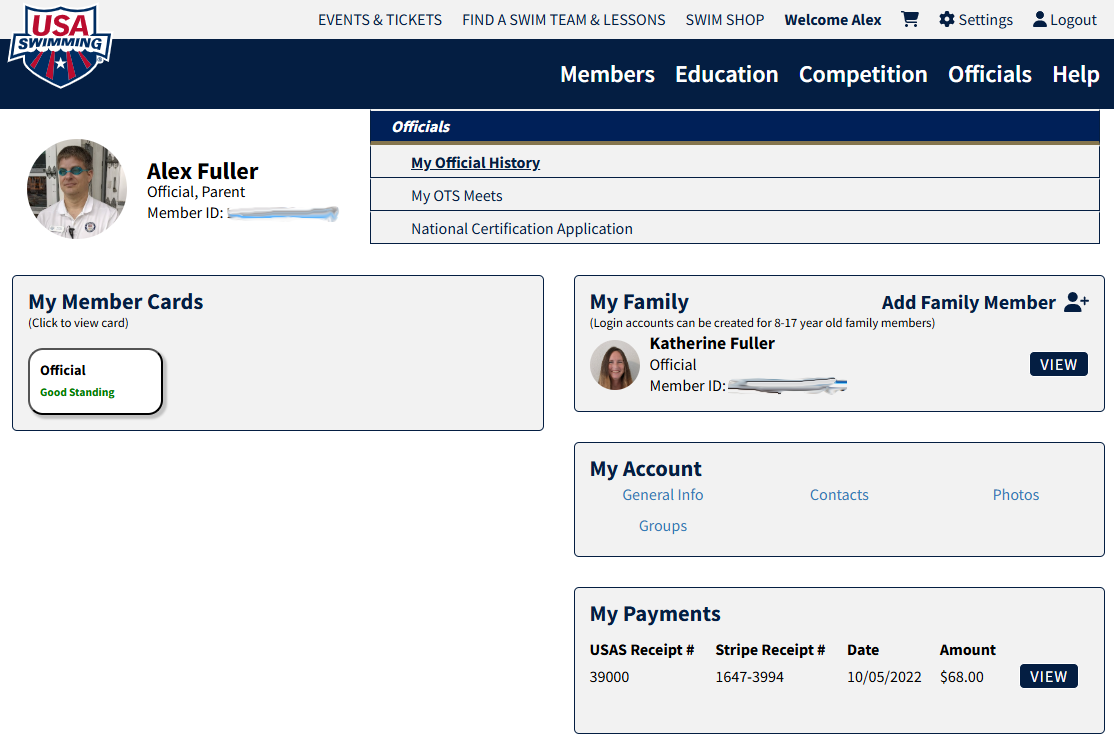 EVENTS & TICKETS FIND A SWIM TEAM & LESSONS SWIM SHOP Welcome Alex Settings Logout
USA
SWIMMING
Members Education Competition Officials Help
Officials
My Official History
My OTS Meets
National Certification Application
Alex Fuller
Official, Parent
Member ID:
My Member Cards
(Click to view card)
Official
Good Standing
My Family Add Family Member
(Login accounts can be created for 8-17 year old family members)
Katherine Fuller
Official
Member ID:
VIEW
My Account
General Info Contacts Photos
Groups
My Payments
USAS Receipt # Stripe Receipt # Date Amount
39000 1647-3994 10/05/2022 $68.00 VIEW